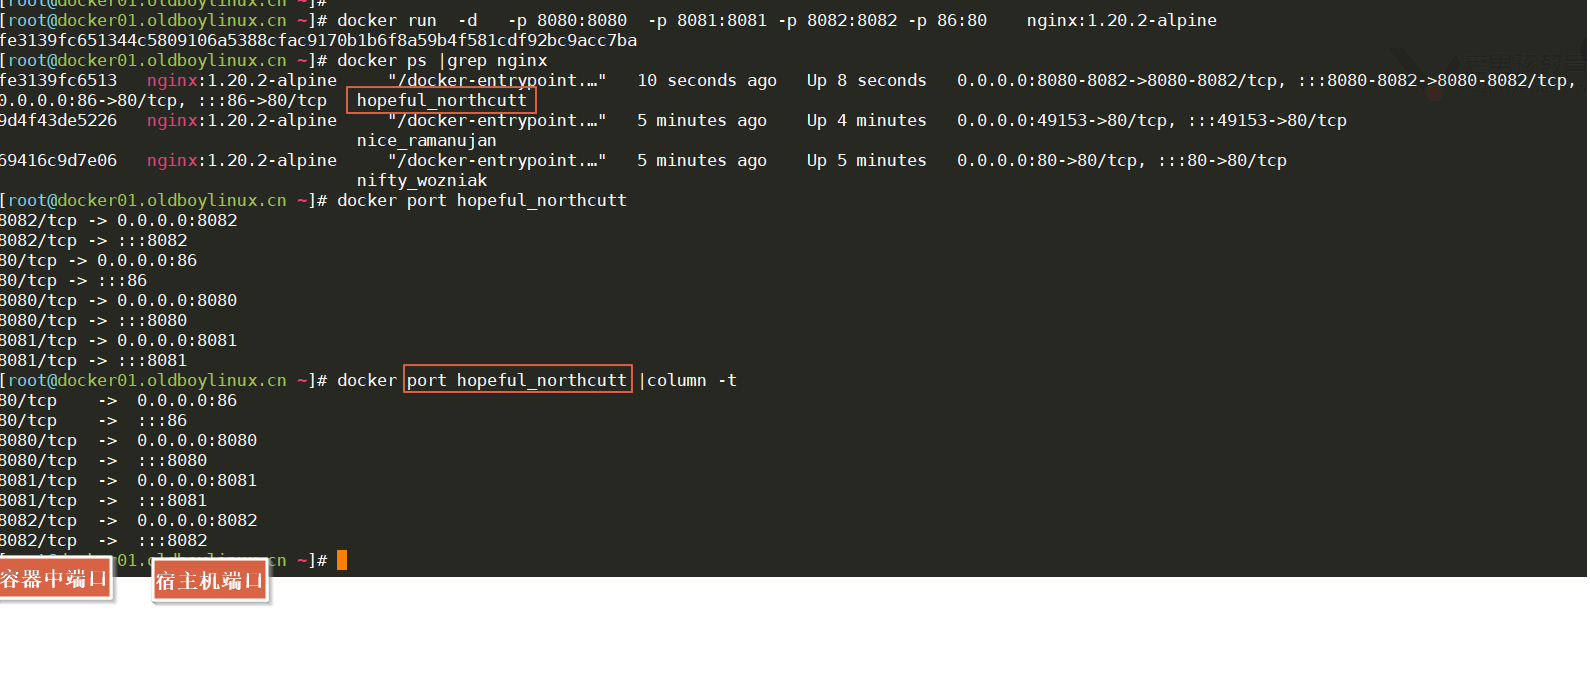 [root@docker01.oldboylinux.cn ~]#
[root@docker01.oldboylinux.cn ~]# docker run  -d   -p 8080:8080  -p 8081:8081 -p 8082:8082 -p 86:80    nginx:1.20.2-alpine
fe3139fc651344c5809106a5388cfac9170b1b6f8a59b4f581cdf92bc9acc7ba
[root@docker01.oldboylinux.cn ~]# docker ps |grep nginx
fe3139fc6513   nginx:1.20.2-alpine     "/docker-entrypoint.…"   10 seconds ago   Up 8 seconds   0.0.0.0:8080-8082->8080-8082/tcp, :::8080-8082->8080-8082/tcp,
0.0.0.0:86->80/tcp, :::86->80/tcp   hopeful_northcutt
9d4f43de5226   nginx:1.20.2-alpine     "/docker-entrypoint.…"   5 minutes ago    Up 4 minutes   0.0.0.0:49153->80/tcp, :::49153->80/tcp
nice_ramanujan
69416c9d7e06   nginx:1.20.2-alpine     "/docker-entrypoint.…"   5 minutes ago    Up 5 minutes   0.0.0.0:80->80/tcp, :::80->80/tcp
nifty_wozniak
[root@docker01.oldboylinux.cn ~]# docker port hopeful_northcutt
8082/tcp -> 0.0.0.0:8082
8082/tcp -> :::8082
80/tcp -> 0.0.0.0:86
80/tcp -> :::86
8080/tcp -> 0.0.0.0:8080
8080/tcp -> :::8080
8081/tcp -> 0.0.0.0:8081
8081/tcp -> :::8081
[root@docker01.oldboylinux.cn ~]# docker port hopeful_northcutt |column -t
80/tcp    ->  0.0.0.0:86
80/tcp    ->  :::86
8080/tcp  ->  0.0.0.0:8080
8080/tcp  ->  :::8080
8081/tcp  ->  0.0.0.0:8081
8081/tcp  ->  :::8081
8082/tcp  ->  0.0.0.0:8082
8082/tcp  ->  :::8082
[root@docker01.oldboylinux.cn ~]#
容器中端口 宿主机端口